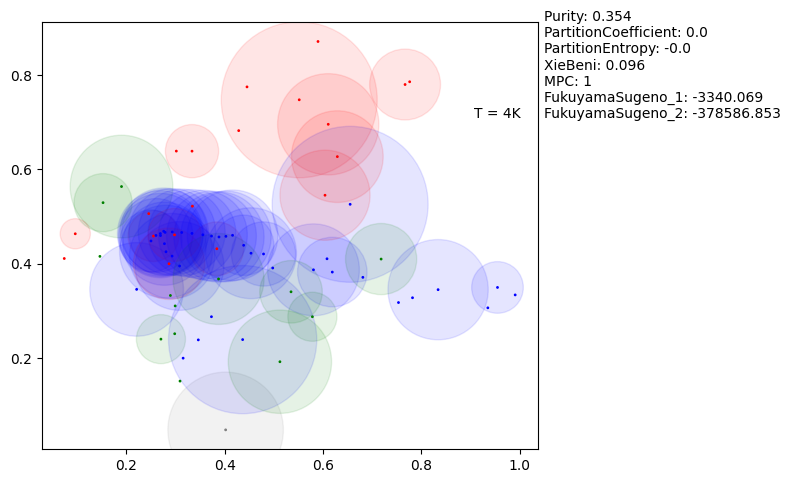 Purity: 0.354
PartitionCoefficient: 0.0
PartitionEntropy: -0.0
XieBeni: 0.096
MPC: 1
FukuyamaSugeno_1: -3340.069
FukuyamaSugeno_2: -378586.853
T = 4K
0.8
0.6
0.4
0.2
0.2 0.4 0.6 0.8 1.0